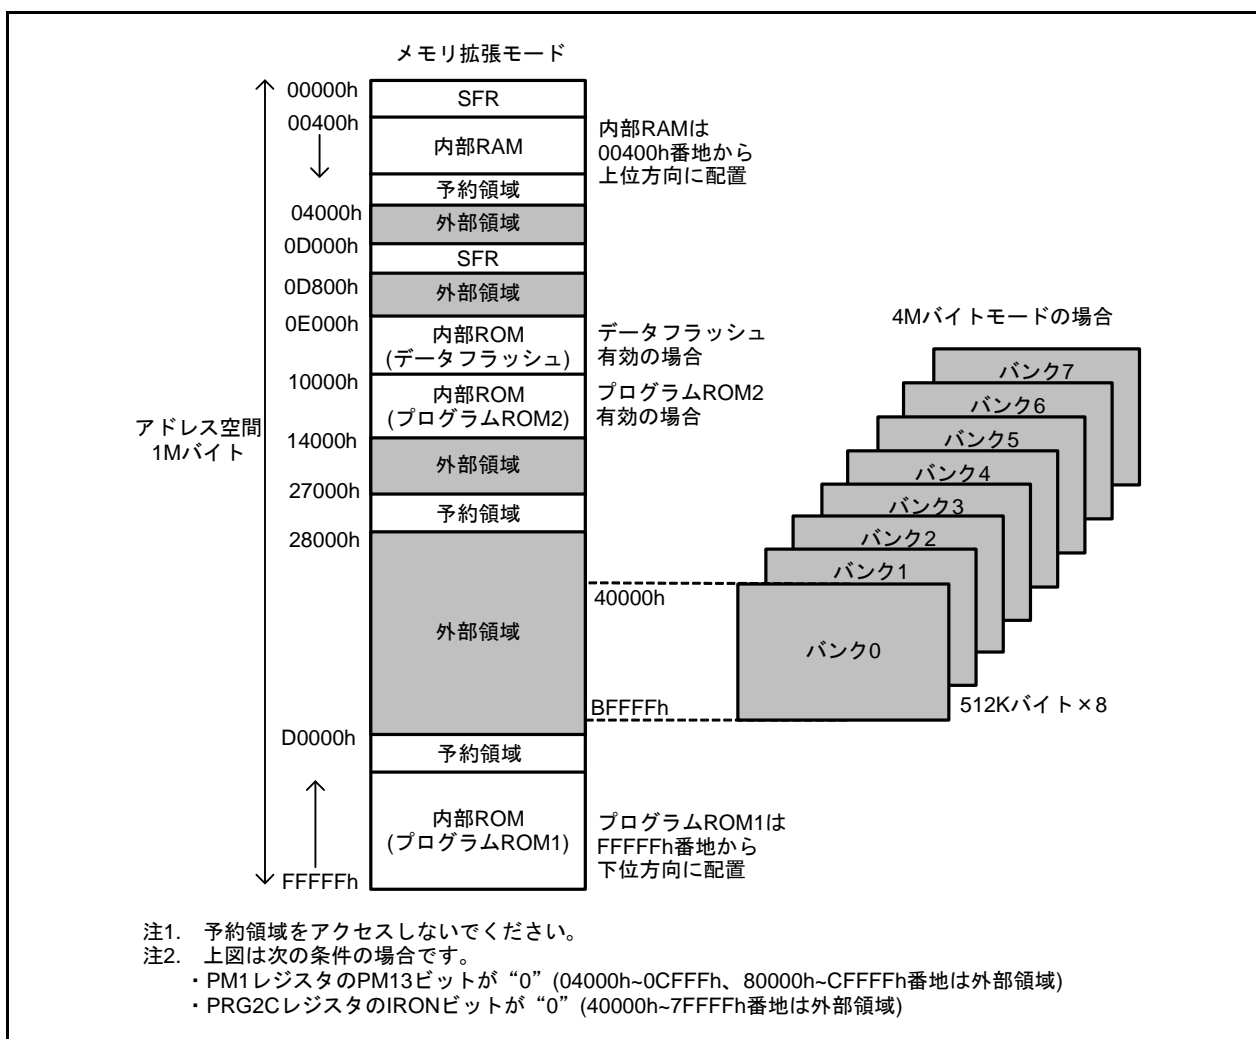 メモリ拡張モード
00000h
SFR
00400h
内部RAM
内部RAMは
00400h番地から
上位方向に配置
予約領域
04000h
外部領域
0D000h
SFR
0D800h
外部領域
0E000h
内部ROM
(データフラッシュ)
データフラッシュ
有効の場合
10000h
内部ROM
(プログラムROM2)
プログラムROM2
有効の場合
アドレス空間
1Mバイト
14000h
外部領域
27000h
予約領域
28000h
外部領域
40000h
BFFFFh
D0000h
予約領域
内部ROM
(プログラムROM1)
プログラムROM1は
FFFFFh番地から
下位方向に配置
FFFFFh
4Mバイトモードの場合
バンク7
バンク6
バンク5
バンク4
バンク3
バンク2
バンク1
バンク0
512Kバイト×8
注1. 予約領域をアクセスしないでください。
注2. 上図は次の条件の場合です。
・PM1レジスタのPM13ビットが“0”(04000h~0CFFFh、80000h~CFFFFh番地は外部領域)
・PRG2CレジスタのIRONビットが“0”(40000h~7FFFFh番地は外部領域)